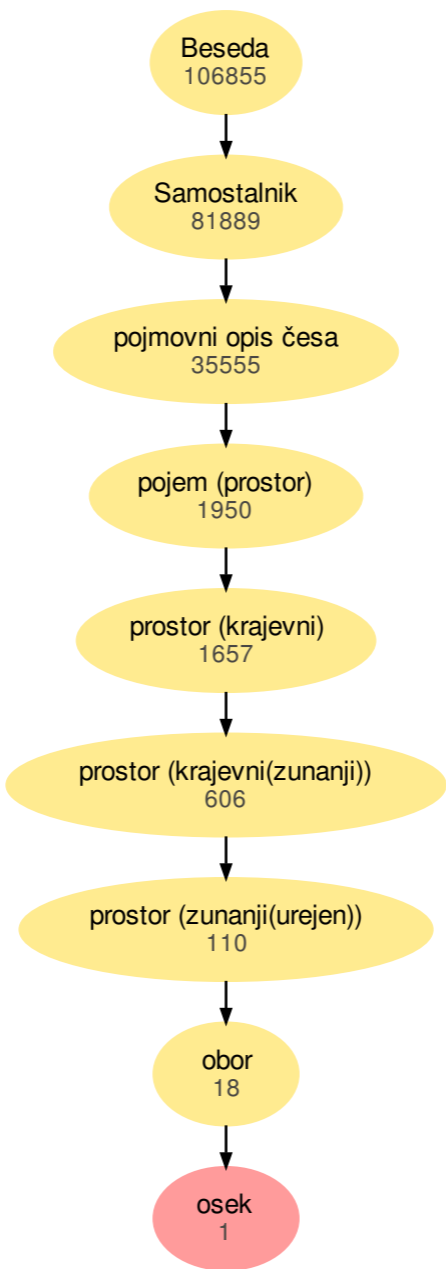 Beseda
106855
Samostalnik
81889
pojmovni opis česa
35555
pojem (prostor)
1950
prostor (krajevni)
1657
prostor (krajevni(zunanji))
606
prostor (zunanji(urejen))
110
obor
18
osek
1